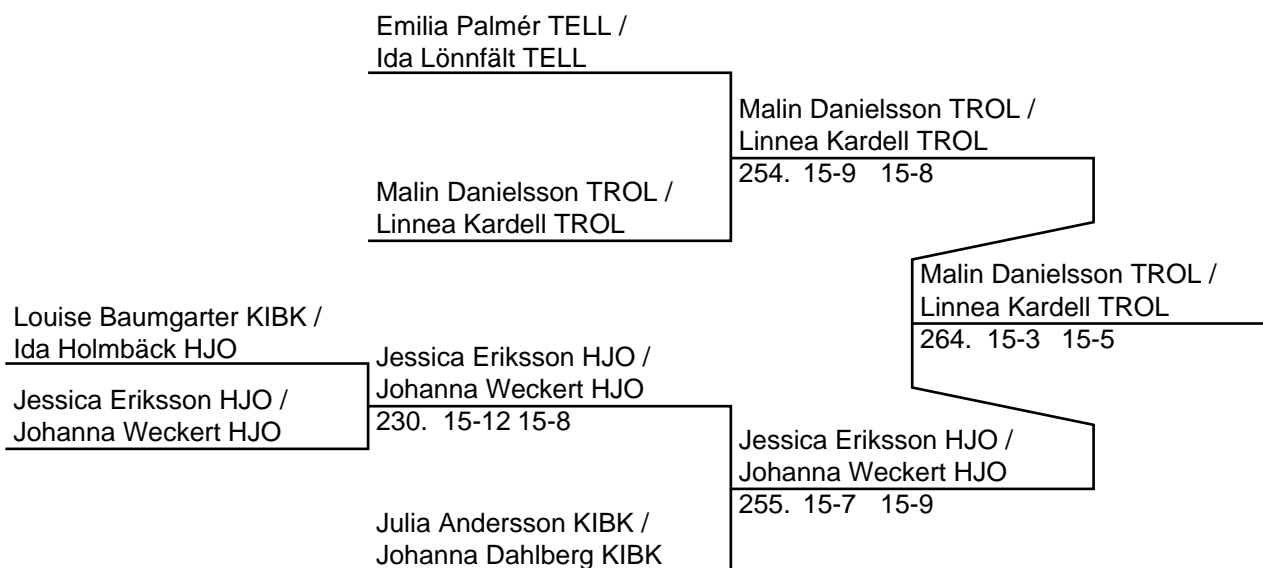 Emilia Palmér TELL /
Ida Lönnfält TELL
Malin Danielsson TROL /
Linnea Kardell TROL
254. 15-9 15-8
Malin Danielsson TROL /
Linnea Kardell TROL
Malin Danielsson TROL /
Linnea Kardell TROL
264. 15-3 15-5
Louise Baumgarter KIBK /
Ida Holmbäck HJO
Jessica Eriksson HJO /
Johanna Weckert HJO
230. 15-12 15-8
Jessica Eriksson HJO /
Johanna Weckert HJO
Jessica Eriksson HJO /
Johanna Weckert HJO
255. 15-7 15-9
Julia Andersson KIBK /
Johanna Dahlberg KIBK